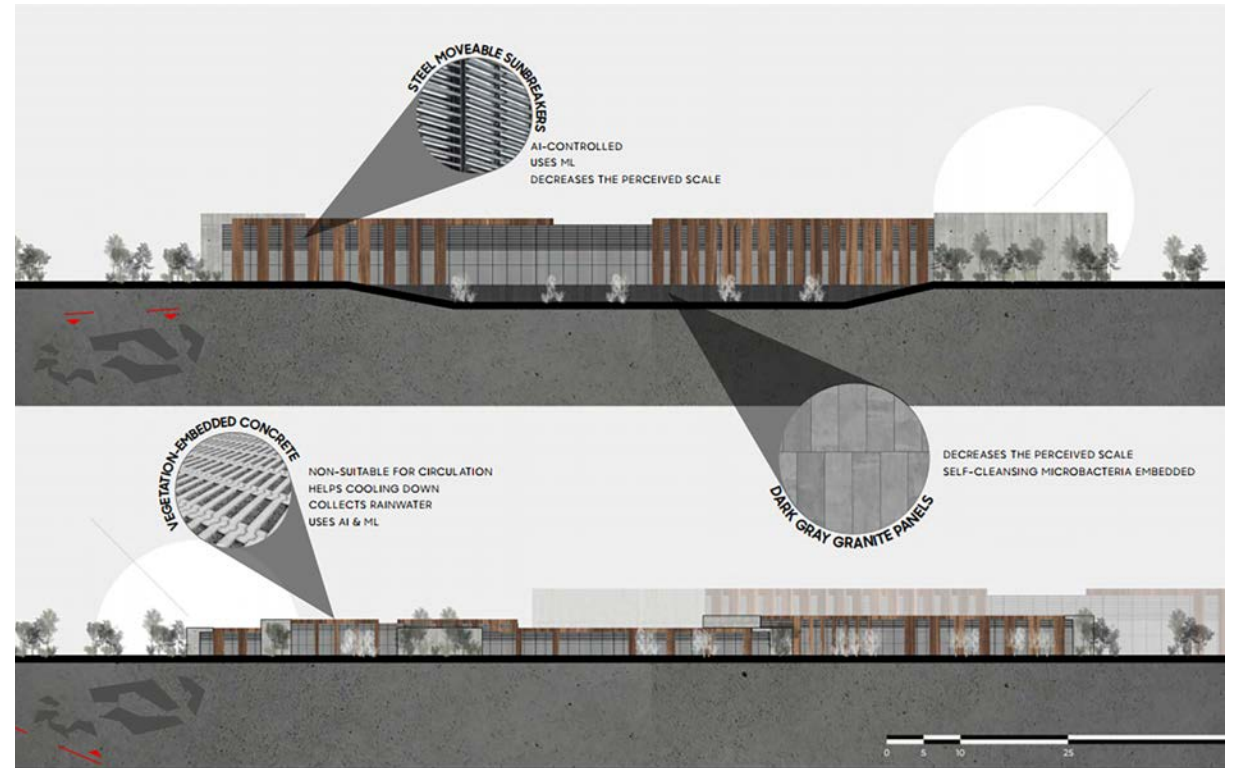 STEEL MOVEABLE SUNBREAKERS
AI-CONTROLLED
USES ML
DECREASES THE PERCEIVED SCALE
VEGETATION-EMBEDDED CONCRETE
NON-SUITABLE FOR CIRCULATION
HELPS COOLING DOWN
COLLECTS RAINWATER
USES AI & ML
DECREASES THE PERCEIVED SCALE
SELF-CLEANSING MICROBACTERIA EMBEDDED
DARK GRAY GRANITE PANELS
0 5 10 25